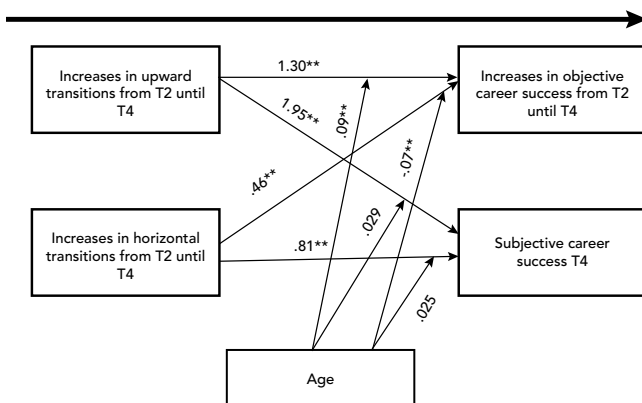 Increases in upward
transitions from T2 until
T4
1.30**
Increases in objective
career success from T2
until T4
1.95**
.09**
-.07**
.46**
.029
Increases in horizontal
transitions from T2 until
T4
.81**
Subjective career
success T4
.025
Age